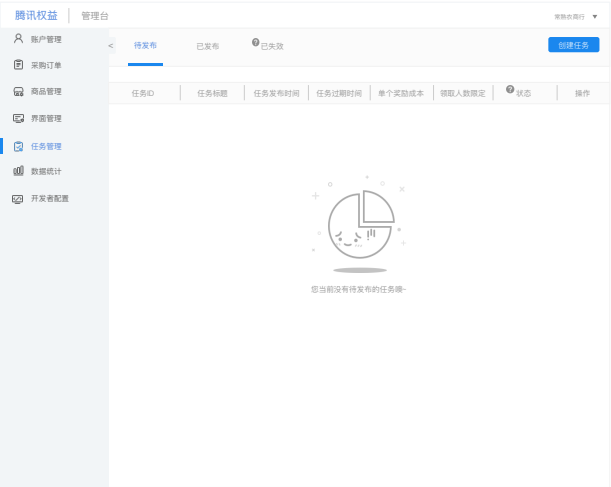 腾讯权益 管理台
常熟农商行
账户管理
采购订单
商品管理
界面管理
任务管理
数据统计
开发者配置
<
待发布 已发布 已失效
创建任务
任务ID 任务标题 任务发布时间 任务过期时间 单个奖励成本 领取人数限定 状态 操作
您当前没有待发布的任务噢~